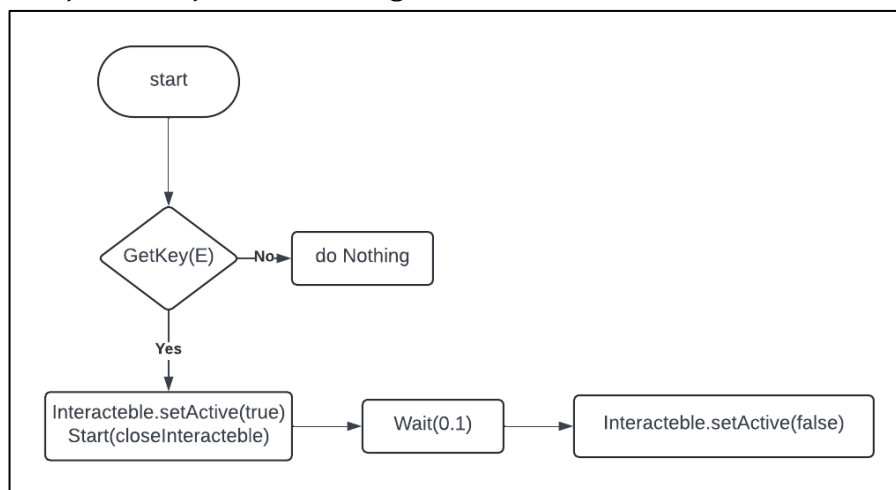 start
GetKey(E)
No
do Nothing
Yes
Interacteble.setActive(true)
Start(closeInteracteble)
Wait(0.1)
Interacteble.setActive(false)